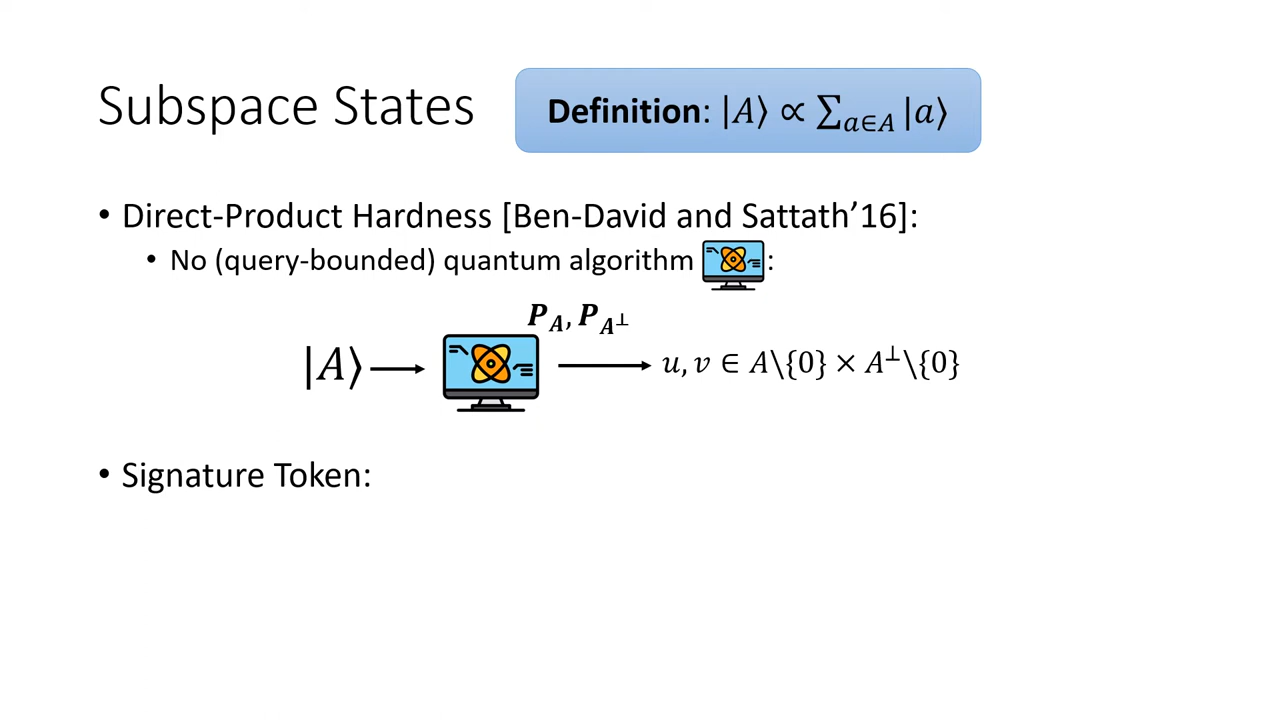 Subspace States
Definition: |A⟩ ∝ ∑_{a∈A} |a⟩
• Direct-Product Hardness [Ben-David and Sattath’16]:
• No (query-bounded) quantum algorithm :
P_A, P_{A^⊥}
|A⟩ u, v ∈ A\{0} × A^⊥\{0}
• Signature Token: